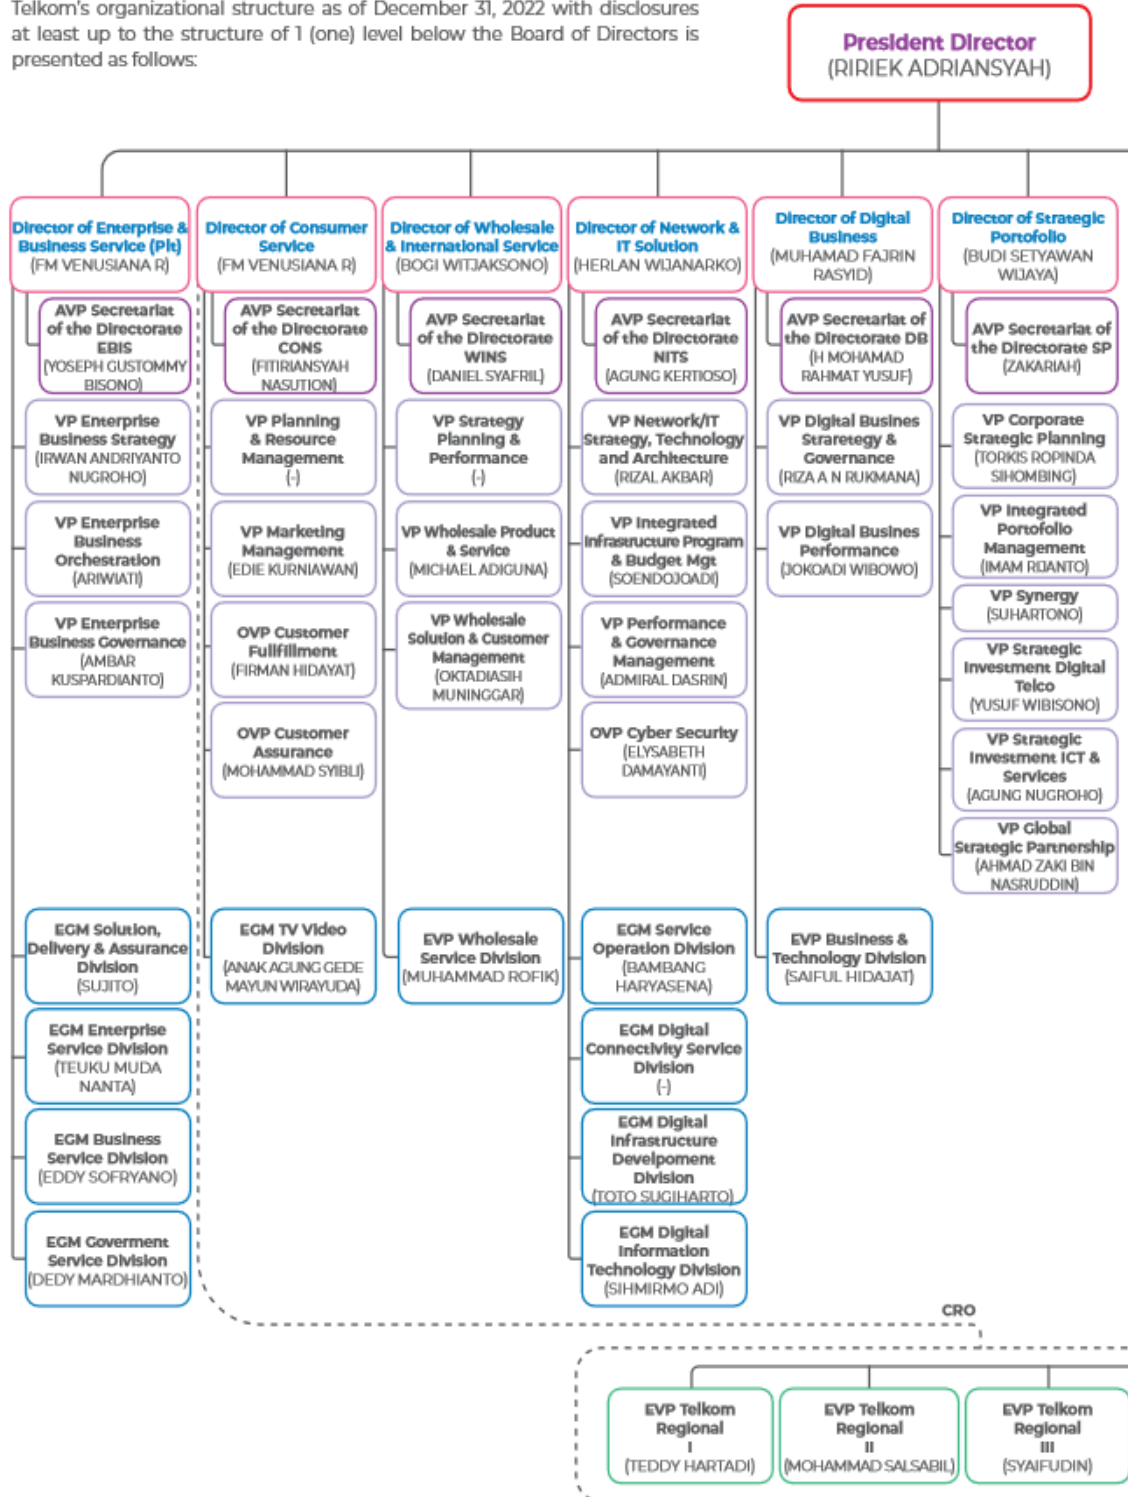 Telkom's organizational structure as of December 31, 2022 with disclosures
at least up to the structure of 1 (one) level below the Board of Directors is
presented as follows:
President Director
(RIRIEK ADRIANSYAH)
Director of Enterprise &
Business Service (Plt)
(FM VENUSIANA R)
AVP Secretariat
of the Directorate
EBIS
(YOSEPH GUSTOMMY
BISONO)
VP Enterprise
Business Strategy
(IRWAN ANDRIYANTO
NUGROHO)
VP Enterprise
Business
Orchestration
(ARIWIATI)
VP Enterprise
Business Governance
(AMBAR
KUSPARDIANTO)
EGM Solution,
Delivery & Assurance
Division
(SUJITO)
EGM Enterprise
Service Division
(TEUKU MUDA
NANTA)
EGM Business
Service Division
(EDDY SOFRYANO)
EGM Goverment
Service Division
(DEDY MARDHIANTO)
Director of Consumer
Service
(FM VENUSIANA R)
AVP Secretariat
of the Directorate
CONS
(FITIRIANSYAH
NASUTION)
VP Planning
& Resource
Management
(-)
VP Marketing
Management
(EDIE KURNIAWAN)
OVP Customer
Fullfillment
(FIRMAN HIDAYAT)
OVP Customer
Assurance
(MOHAMMAD SYIBLI)
EGM TV Video
Division
(ANAK AGUNG GEDE
MAYUN WIRAYUDA)
Director of Wholesale
& International Service
(BOGI WITJAKSONO)
AVP Secretariat
of the Directorate
WINS
(DANIEL SYAFRIL)
VP Strategy
Planning &
Performance
(-)
VP Wholesale Product
& Service
(MICHAEL ADIGUNA)
VP Wholesale
Solution & Customer
Management
(OKTADIASIH
MUNINGGAR)
EVP Wholesale
Service Division
(MUHAMMAD ROFIK)
Director of Network &
IT Solution
(HERLAN WIJANARKO)
AVP Secretariat
of the Directorate
NITS
(AGUNG KERTIOSO)
VP Network/IT
Strategy, Technology
and Architecture
(RIZAL AKBAR)
VP Integrated
Infrastructure Program
& Budget Mgt
(SOENDOJOADI)
VP Performance
& Governance
Management
(ADMIRAL DASRIN)
OVP Cyber Security
(ELYSABETH
DAMAYANTI)
EGM Service
Operation Division
(BAMBANG
HARYASENA)
EGM Digital
Connectivity Service
Division
(-)
EGM Digital
Infrastructure
Develpoment
Division
(TOTO SUGIHARTO)
EGM Digital
Information
Technology Division
(SIHMIRMO ADI)
Director of Digital
Business
(MUHAMAD FAJRIN
RASYID)
AVP Secretariat of
the Directorate DB
(H MOHAMAD
RAHMAT YUSUF)
VP Digital Busines
Straretegy &
Governance
(RIZA A N RUKMANA)
VP Digital Busines
Performance
(JOKOADI WIBOWO)
EVP Business &
Technology Division
(SAIFUL HIDAJAT)
Director of Strategic
Portofolio
(BUDI SETYAWAN
WIJAYA)
AVP Secretariat of
the Directorate SP
(ZAKARIAH)
VP Corporate
Strategic Planning
(TORKIS ROPINDA
SIHOMBING)
VP Integrated
Portofolio
Management
(IMAM RIJANTO)
VP Synergy
(SUHARTONO)
VP Strategic
Investment Digital
Telco
(YUSUF WIBISONO)
VP Strategic
Investment ICT &
Services
(AGUNG NUGROHO)
VP Global
Strategic Partnership
(AHMAD ZAKI BIN
NASRUDDIN)
CRO
EVP Telkom
Regional
I
(TEDDY HARTADI)
EVP Telkom
Regional
II
(MOHAMMAD SALSABIL)
EVP Telkom
Regional
III
(SYAIFUDIN)